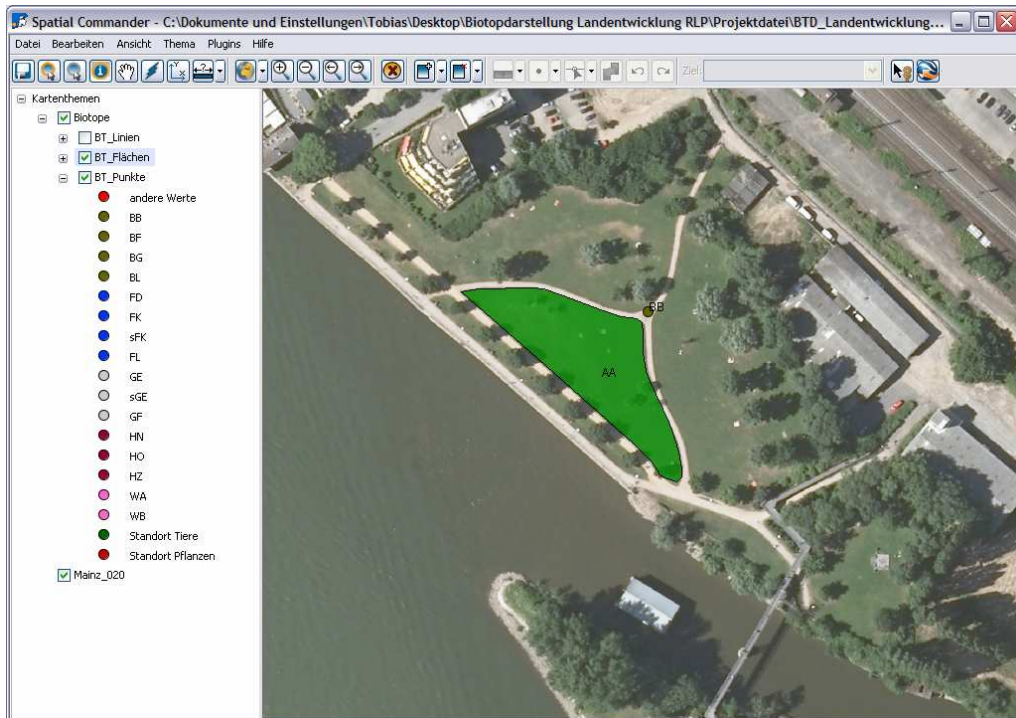 Spatial Commander - C:\Dokumente und Einstellungen\Tobias\Desktop\Biotopdarstellung Landentwicklung RLP\Projektdatei\BTD_Landentwicklung...
Datei Bearbeiten Ansicht Thema Plugins Hilfe
Ziel:
Kartenthemen
Biotope
BT_Linien
BT_Flächen
BT_Punkte
andere Werte
BB
BF
BG
BL
FD
FK
sFK
FL
GE
sGE
GF
HN
HO
HZ
WA
WB
Standort Tiere
Standort Pflanzen
Mainz_020
BB
AA